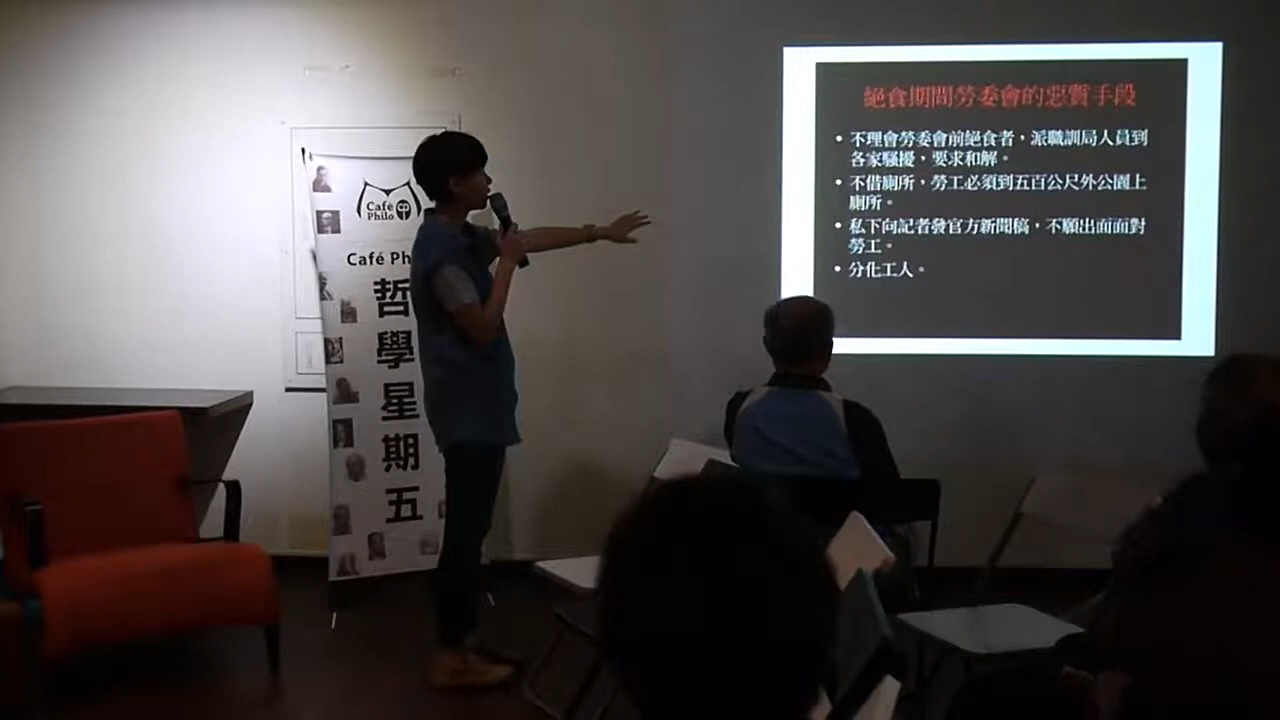 Café
Philo
CP
Café Ph
哲
學
星
期
五
絕食期間勞委會的惡質手段
• 不理會勞委會前絕食者，派職訓局人員到
各家騷擾，要求和解。
• 不借廁所，勞工必須到五百公尺外公園上
廁所。
• 私下向記者發官方新聞稿，不願出面面對
勞工。
• 分化工人。